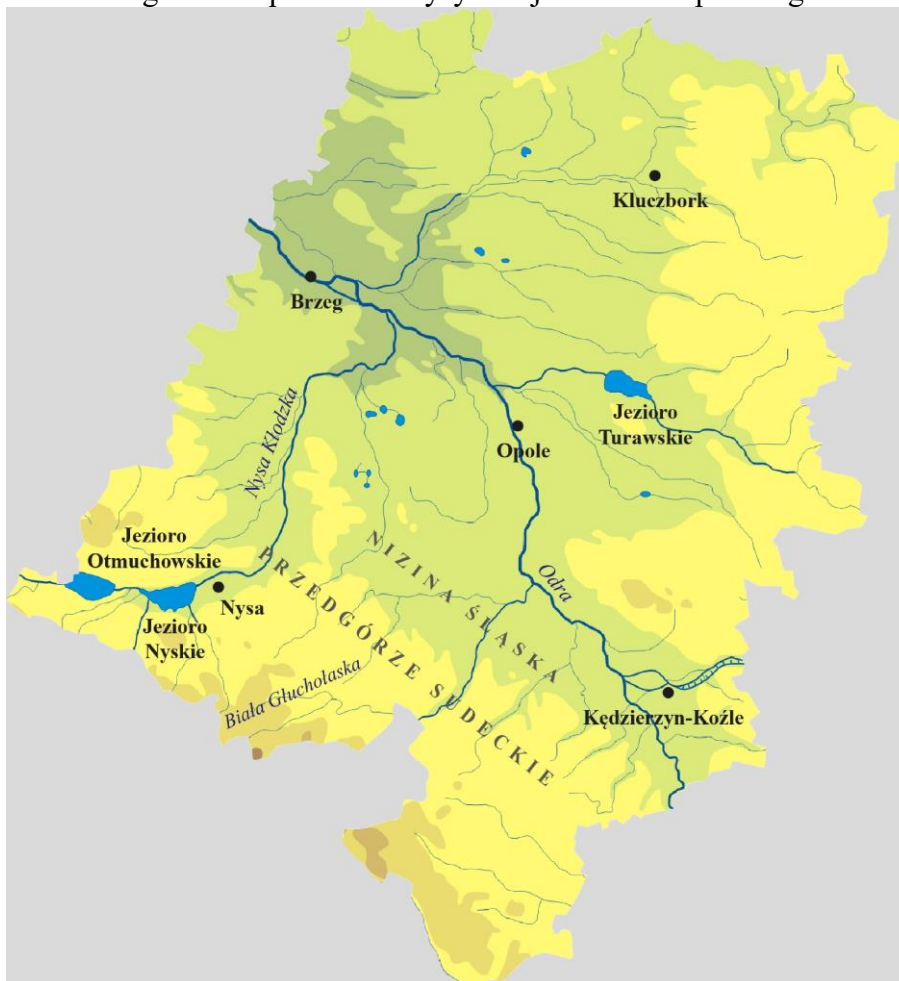 Kluczbork
Brzeg
Jezioro
Turawskie
Opole
Nysa Kłodzka
Jezioro
Otmuchowskie
NIZINA ŚLĄSKA
PRZEDGÓRZE SUDECKIE
Odra
Nysa
Jezioro
Nyskie
Biała Głuchołaska
Kędzierzyn-Koźle